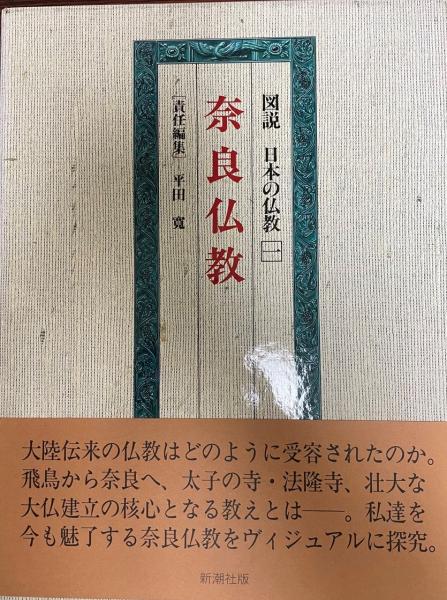 図説 日本の仏教 一
奈良仏教
[責任編集] 平田 寛
大陸伝来の仏教はどのように受容されたのか。
飛鳥から奈良へ、太子の寺・法隆寺、壮大な
大仏建立の核心となる教えとは——。私達を
今も魅了する奈良仏教をヴィジュアルに探究。
新潮社版